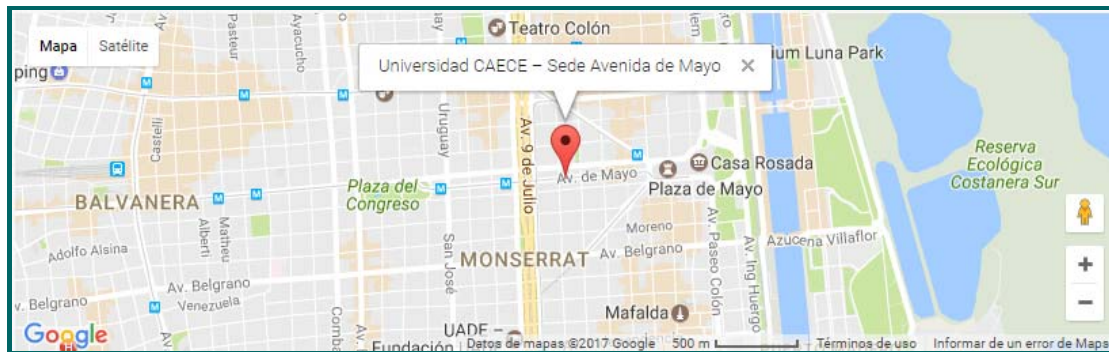 Mapa
Satélite
Pasteur
Ayacucho
Teatro Colón
Universidad CAECE – Sede Avenida de Mayo ×
ium Luna Park
ping
Castelli
Uruguay
Av. 9 de Julio
Casa Rosada
Reserva
Ecológica
Costanera Sur
Plaza del
Congreso
Av. de Mayo
Plaza de Mayo
BALVANERA
Alberti
Matheu
Moreno
Adolfo Alsina
San José
MONSERRAT
Av. Belgrano
Av. Paseo Colón
Av. Ing Huergo
Azucena Villaflor
Av. Belgrano
v. Belgrano
Venezuela
Mafalda
Google
Comba
Av.
UADE –
Fundación
Datos de mapas ©2017 Google
500 m
Términos de uso
Informar de un error de Maps